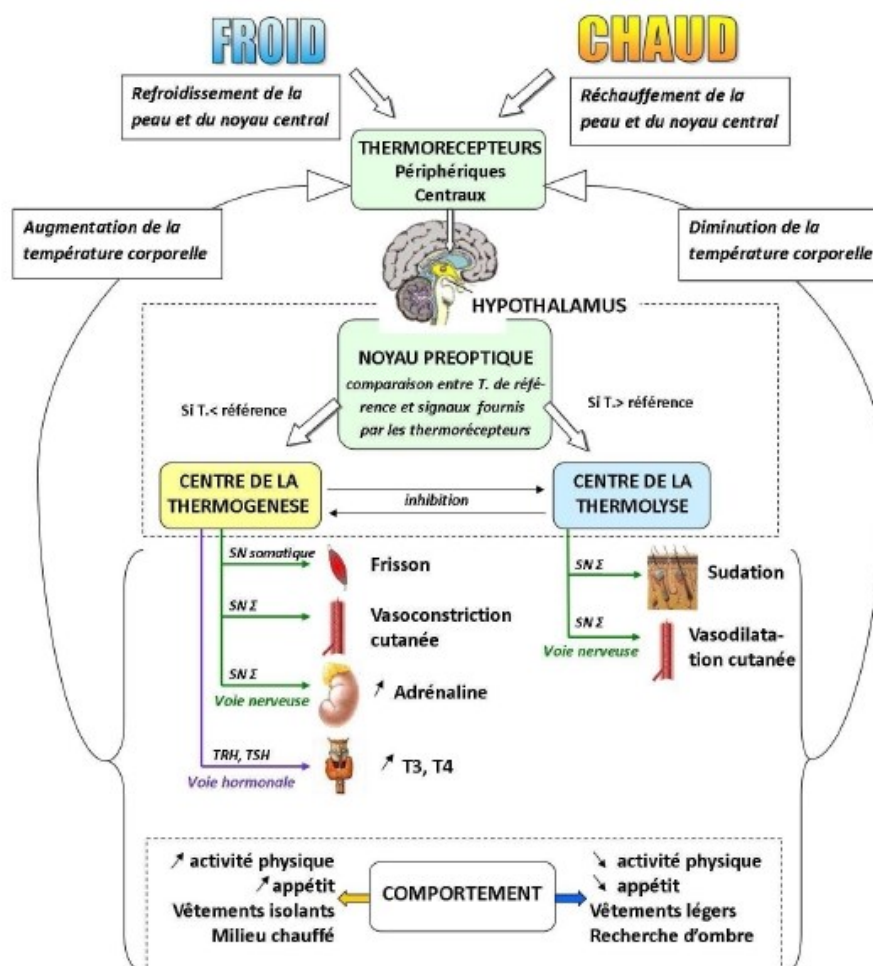 FROID
CHAUD
Refroidissement de la
peau et du noyau central
Réchauffement de la
peau et du noyau central
THERMORECEPTEURS
Périphériques
Centraux
Augmentation de la
température corporelle
Diminution de la
température corporelle
HYPOTHALAMUS
NOYAU PREOPTIQUE
comparaison entre T. de réfé-
rence et signaux fournis
par les thermorécepteurs
Si T.< référence
Si T.> référence
CENTRE DE LA
THERMOGENESE
inhibition
CENTRE DE LA
THERMOLYSE
SN somatique
Frisson
SN Σ
Vasoconstriction
cutanée
SN Σ
Voie nerveuse
↗ Adrénaline
TRH, TSH
Voie hormonale
↗ T3, T4
SN Σ
Sudation
SN Σ
Voie nerveuse
Vasodilata-
tion cutanée
↗ activité physique
↗ appétit
Vêtements isolants
Milieu chauffé
COMPORTEMENT
↘ activité physique
↘ appétit
Vêtements légers
Recherche d'ombre